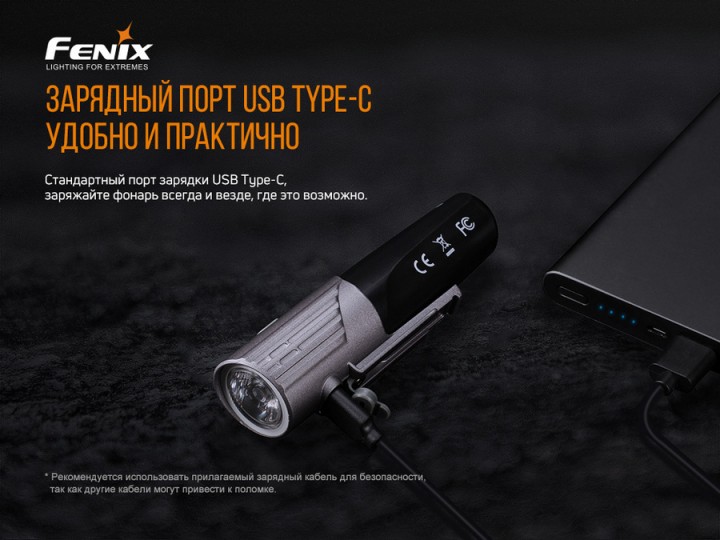 FENIX
LIGHTING FOR EXTREMES
ЗАРЯДНЫЙ ПОРТ USB TYPE-C
УДОБНО И ПРАКТИЧНО
Стандартный порт зарядки USB Type-C,
заряжайте фонарь всегда и везде, где это возможно.
CE FC
* Рекомендуется использовать прилагаемый зарядный кабель для безопасности,
так как другие кабели могут привести к поломке.